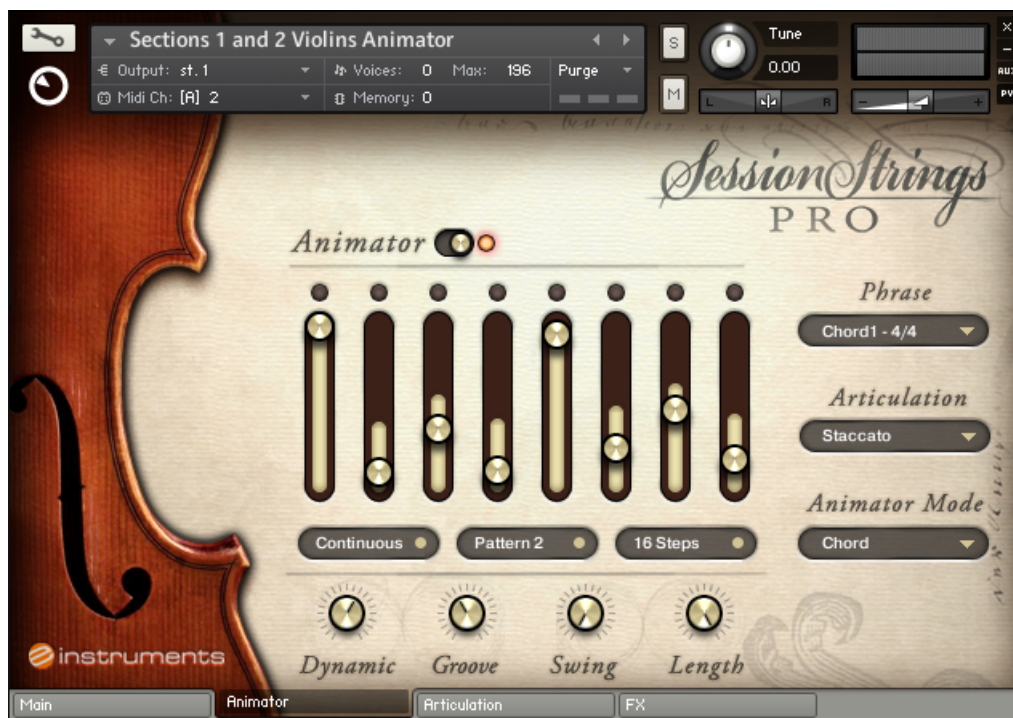 Sections 1 and 2 Violins Animator
Output: st. 1 Voices: 0 Max: 196 Purge
Midi Ch: [A] 2 Memory: 0
S
M
Tune
0.00
L R
- +
X
-
AUX
PV
Session Strings
PRO
Animator
Phrase
Chord1 - 4/4
Articulation
Staccato
Animator Mode
Chord
Continuous Pattern 2 16 Steps
Dynamic Groove Swing Length
e instruments
Main Animator Articulation FX